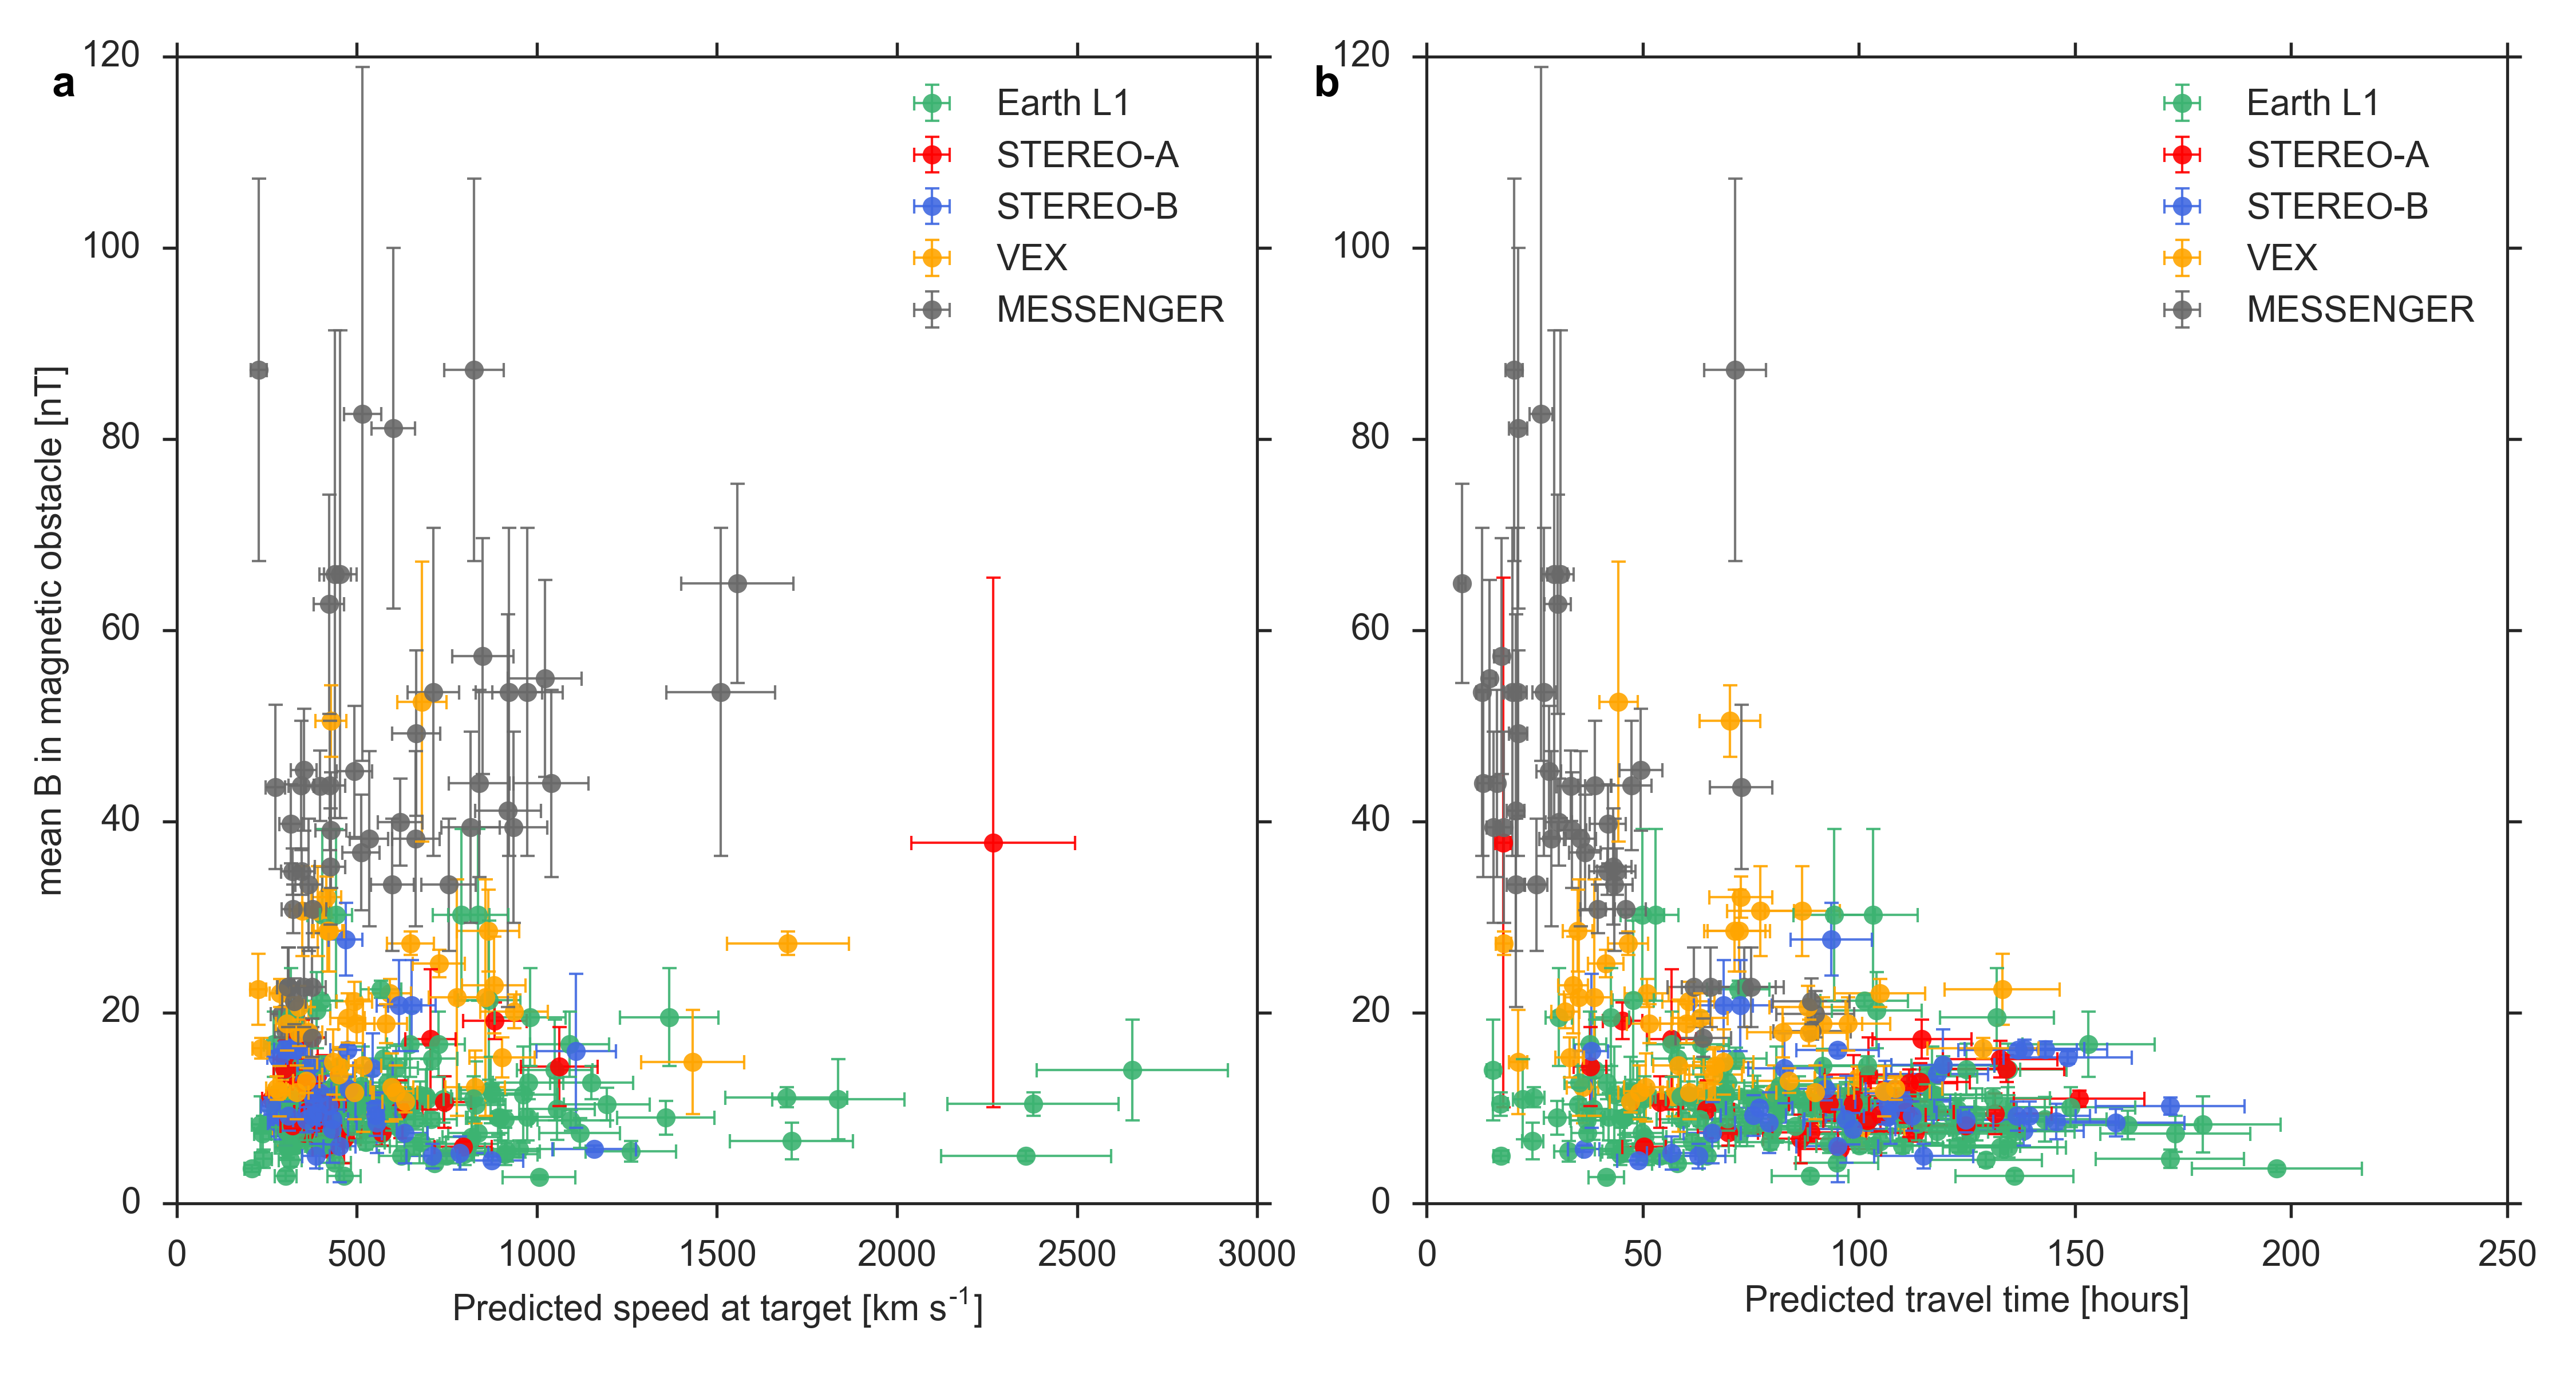 a
120
100
80
60
40
20
0
mean B in magnetic obstacle [nT]
0 500 1000 1500 2000 2500 3000
Predicted speed at target [km s⁻¹]
Earth L1
STEREO-A
STEREO-B
VEX
MESSENGER
b
120
100
80
60
40
20
0
0 50 100 150 200 250
Predicted travel time [hours]
Earth L1
STEREO-A
STEREO-B
VEX
MESSENGER